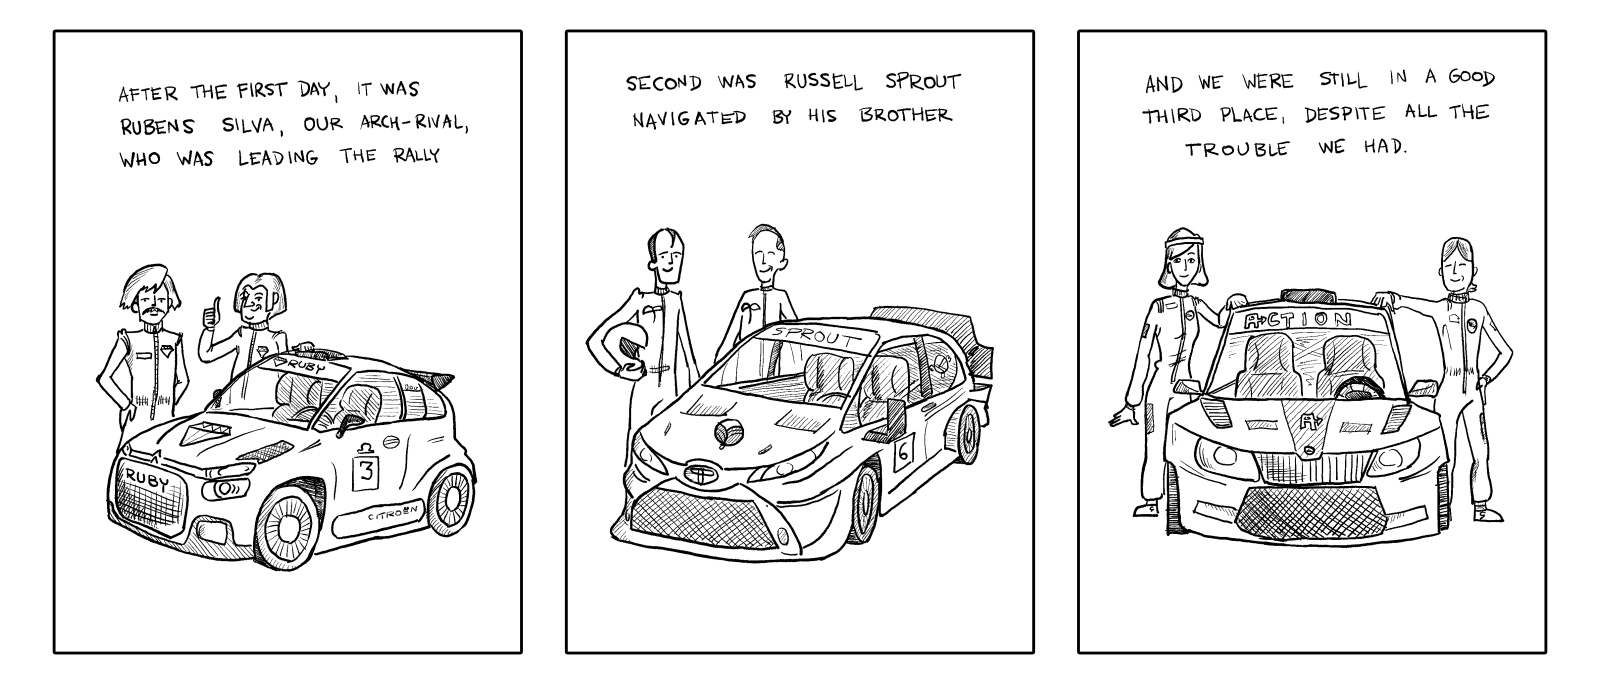 AFTER THE FIRST DAY, IT WAS
RUBENS SILVA, OUR ARCH-RIVAL,
WHO WAS LEADING THE RALLY
RUBY
RUBY
3
CITROËN
SECOND WAS RUSSELL SPROUT
NAVIGATED BY HIS BROTHER
SPROUT
6
AND WE WERE STILL IN A GOOD
THIRD PLACE, DESPITE ALL THE
TROUBLE WE HAD.
ACTION
A